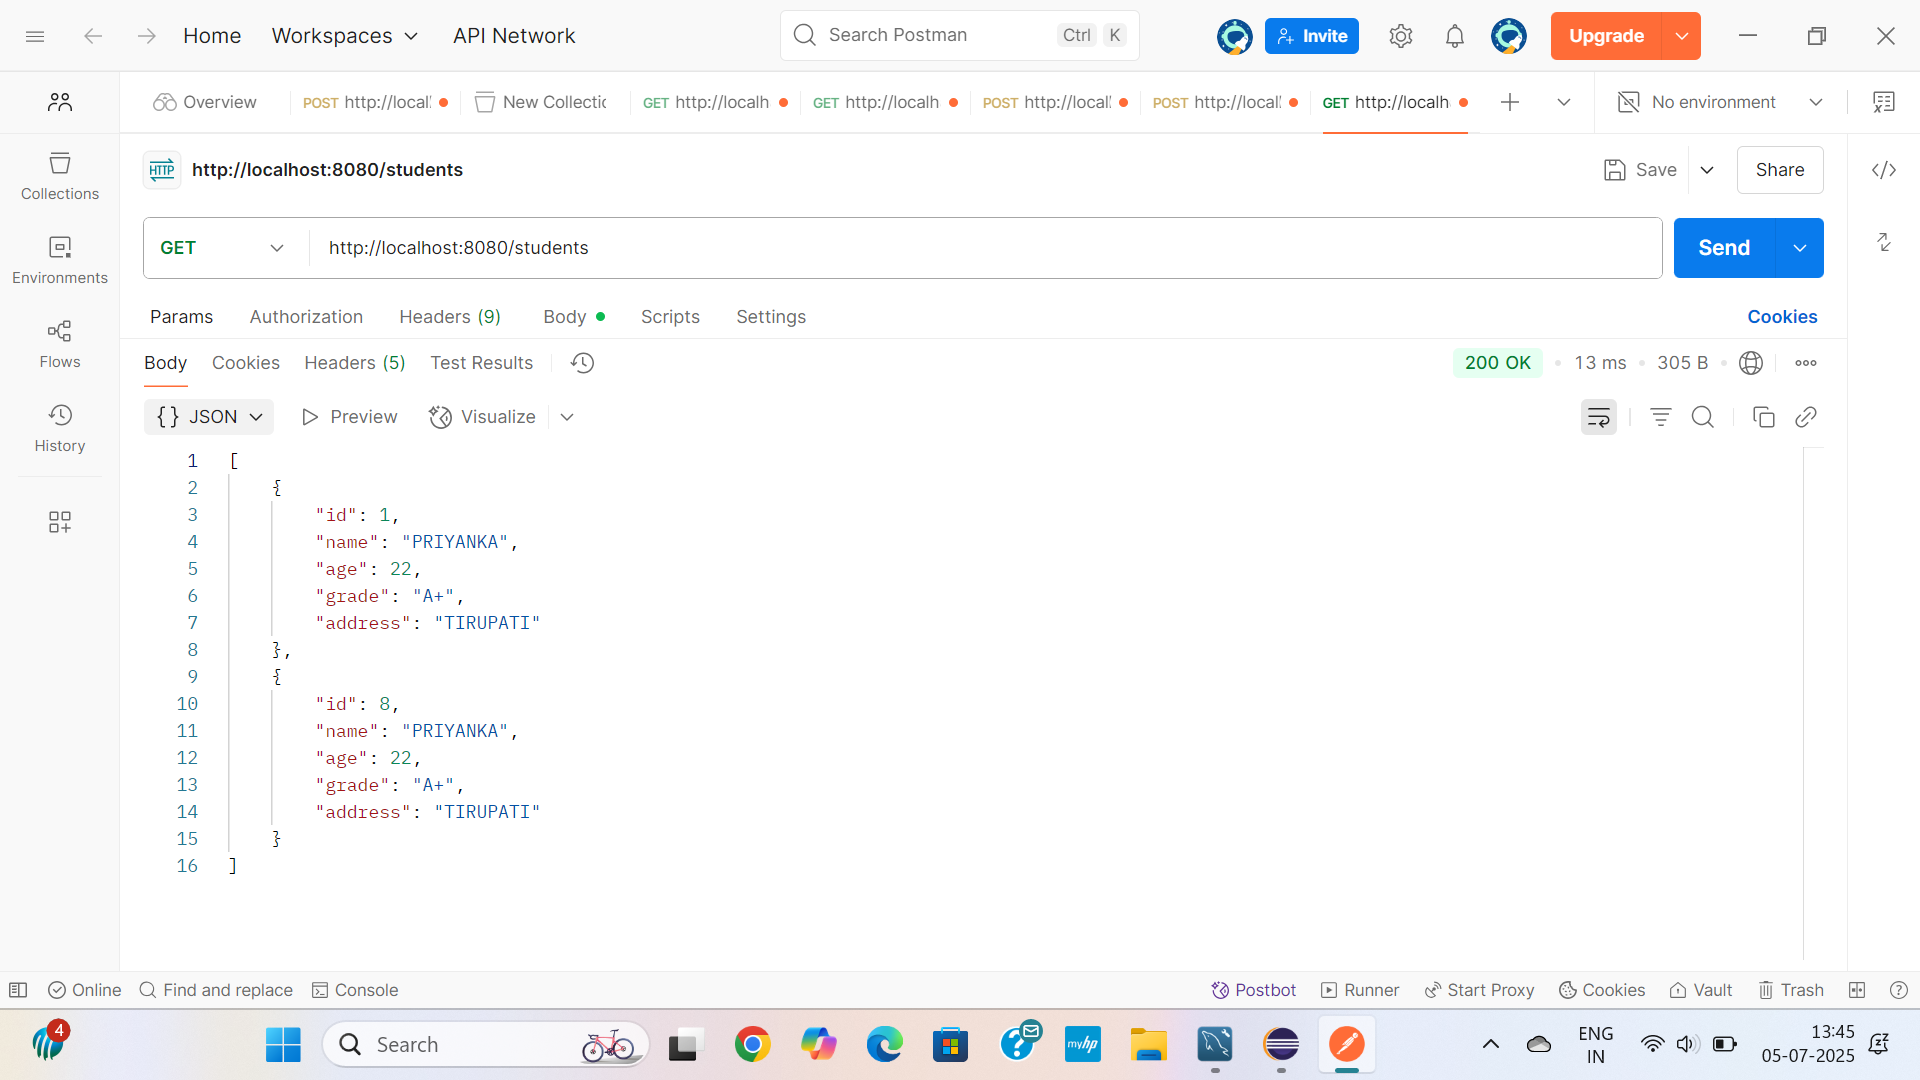 Home Workspaces API Network Search Postman Ctrl K Invite Upgrade
Overview POST http://local New Collectic GET http://localh GET http://localh POST http://local POST http://local GET http://localh No environment
HTTP http://localhost:8080/students Save Share
Collections
GET http://localhost:8080/students Send
Environments
Params Authorization Headers (9) Body Scripts Settings Cookies
Flows
Body Cookies Headers (5) Test Results 200 OK 13 ms 305 B
{} JSON Preview Visualize
History
1 [
2 {
3 "id": 1,
4 "name": "PRIYANKA",
5 "age": 22,
6 "grade": "A+",
7 "address": "TIRUPATI"
8 },
9 {
10 "id": 8,
11 "name": "PRIYANKA",
12 "age": 22,
13 "grade": "A+",
14 "address": "TIRUPATI"
15 }
16 ]
Online Find and replace Console Postbot Runner Start Proxy Cookies Vault Trash
4 Search myhp ENG 13:45
IN 05-07-2025